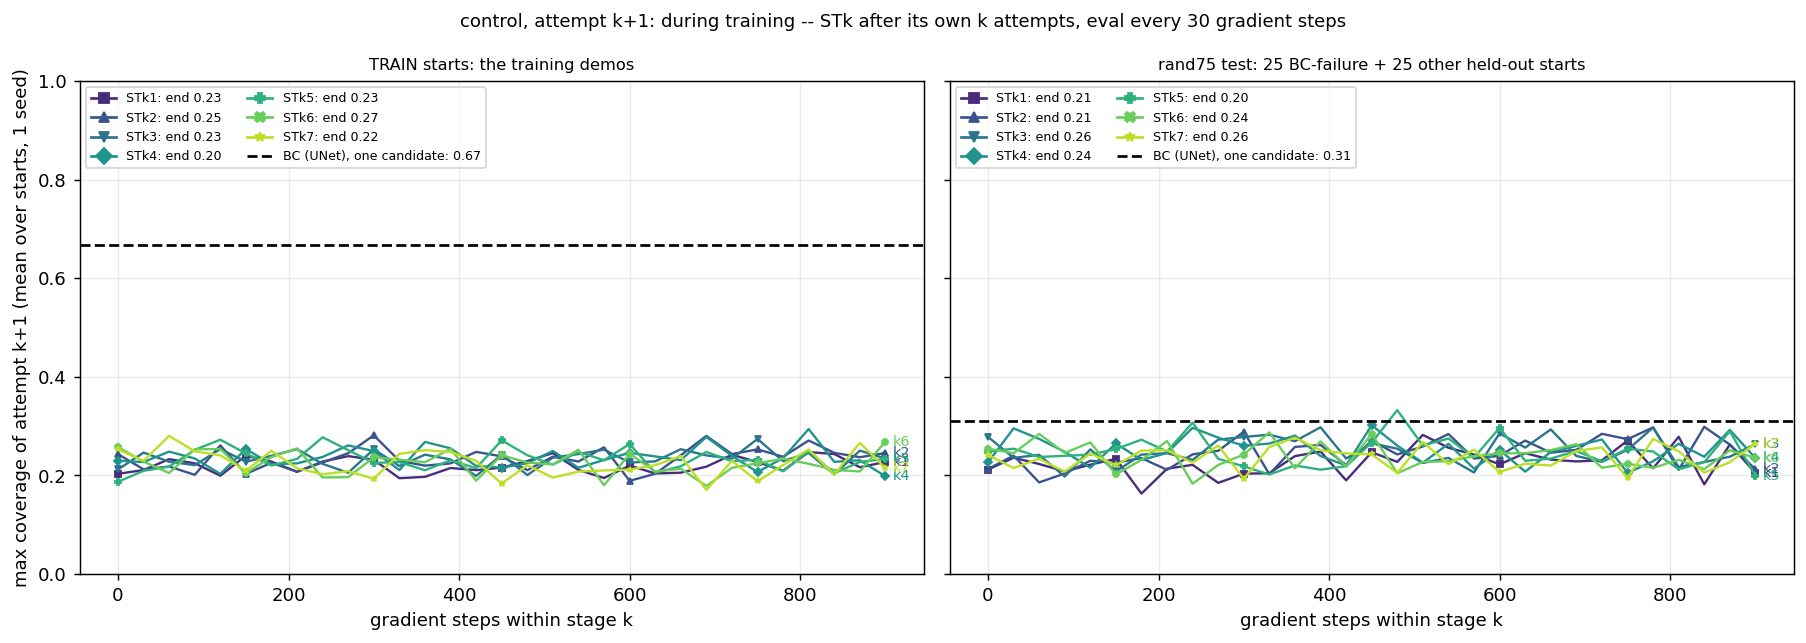 control, attempt k+1: during training -- STk after its own k attempts, eval every 30 gradient steps
TRAIN starts: the training demos
max coverage of attempt k+1 (mean over starts, 1 seed)
1.0
0.8
0.6
0.4
0.2
0.0
STk1: end 0.23
STk2: end 0.25
STk3: end 0.23
STk4: end 0.20
STk5: end 0.23
STk6: end 0.27
STk7: end 0.22
BC (UNet), one candidate: 0.67
k6
k2
k4
0
200
400
600
800
gradient steps within stage k
rand75 test: 25 BC-failure + 25 other held-out starts
STk1: end 0.21
STk2: end 0.21
STk3: end 0.26
STk4: end 0.24
STk5: end 0.20
STk6: end 0.24
STk7: end 0.26
BC (UNet), one candidate: 0.31
k2
k5
0
200
400
600
800
gradient steps within stage k